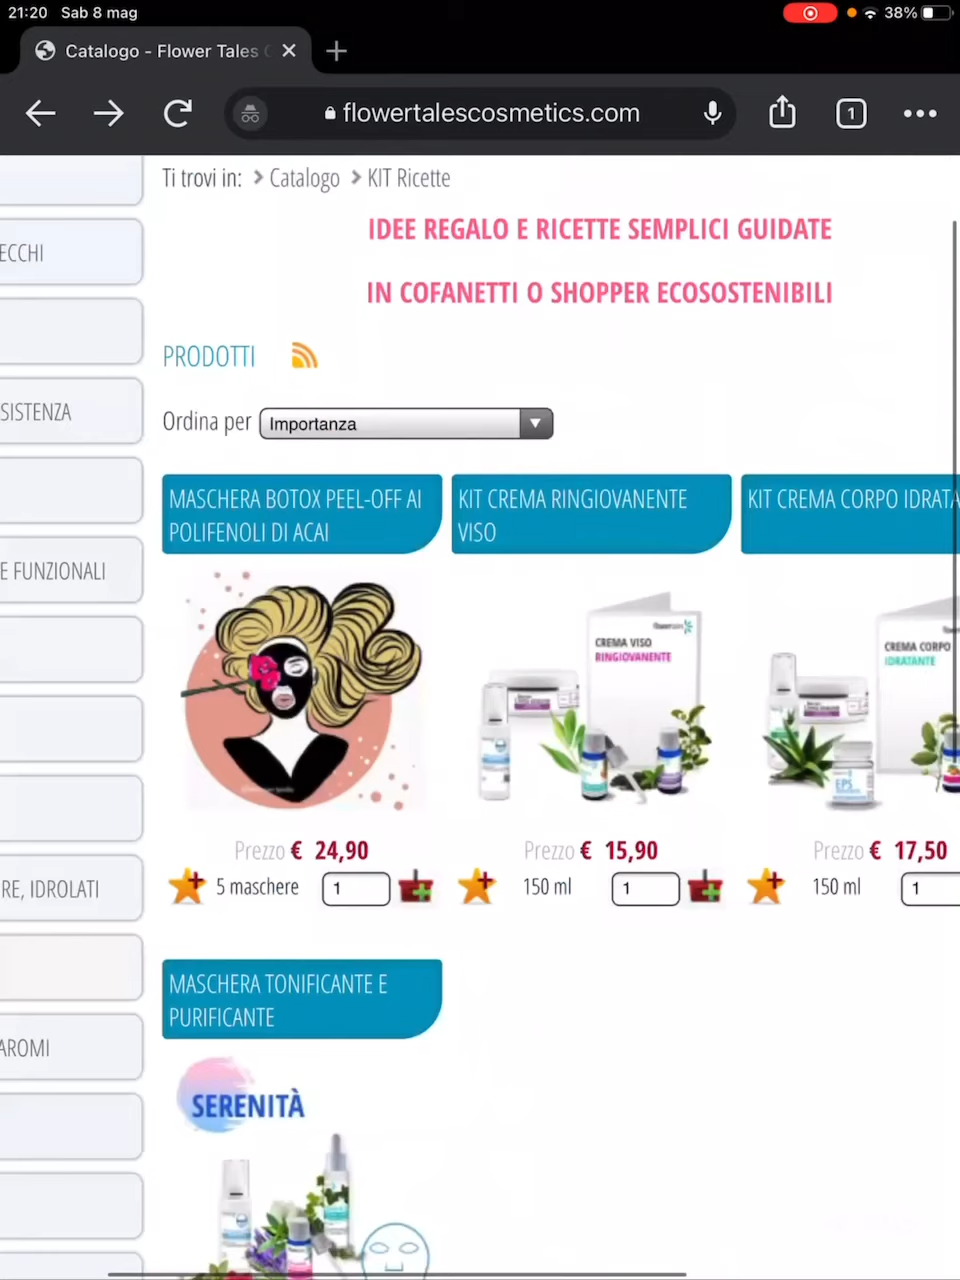 21:20 Sab 8 mag
38%
Catalogo - Flower Tales
flowertalescosmetics.com
1
Ti trovi in: > Catalogo > KIT Ricette
ECCHI
IDEE REGALO E RICETTE SEMPLICI GUIDATE
IN COFANETTI O SHOPPER ECOSOSTENIBILI
PRODOTTI
SISTENZA
Ordina per Importanza
MASCHERA BOTOX PEEL-OFF AI
POLIFENOLI DI ACAI
KIT CREMA RINGIOVANENTE
VISO
KIT CREMA CORPO IDRATA
E FUNZIONALI
CREMA VISO
RINGIOVANENTE
CREMA CORPO
IDRATANTE
EPS
Prezzo € 24,90
5 maschere 1
Prezzo € 15,90
150 ml 1
Prezzo € 17,50
150 ml 1
RE, IDROLATI
MASCHERA TONIFICANTE E
PURIFICANTE
AROMI
SERENITÀ